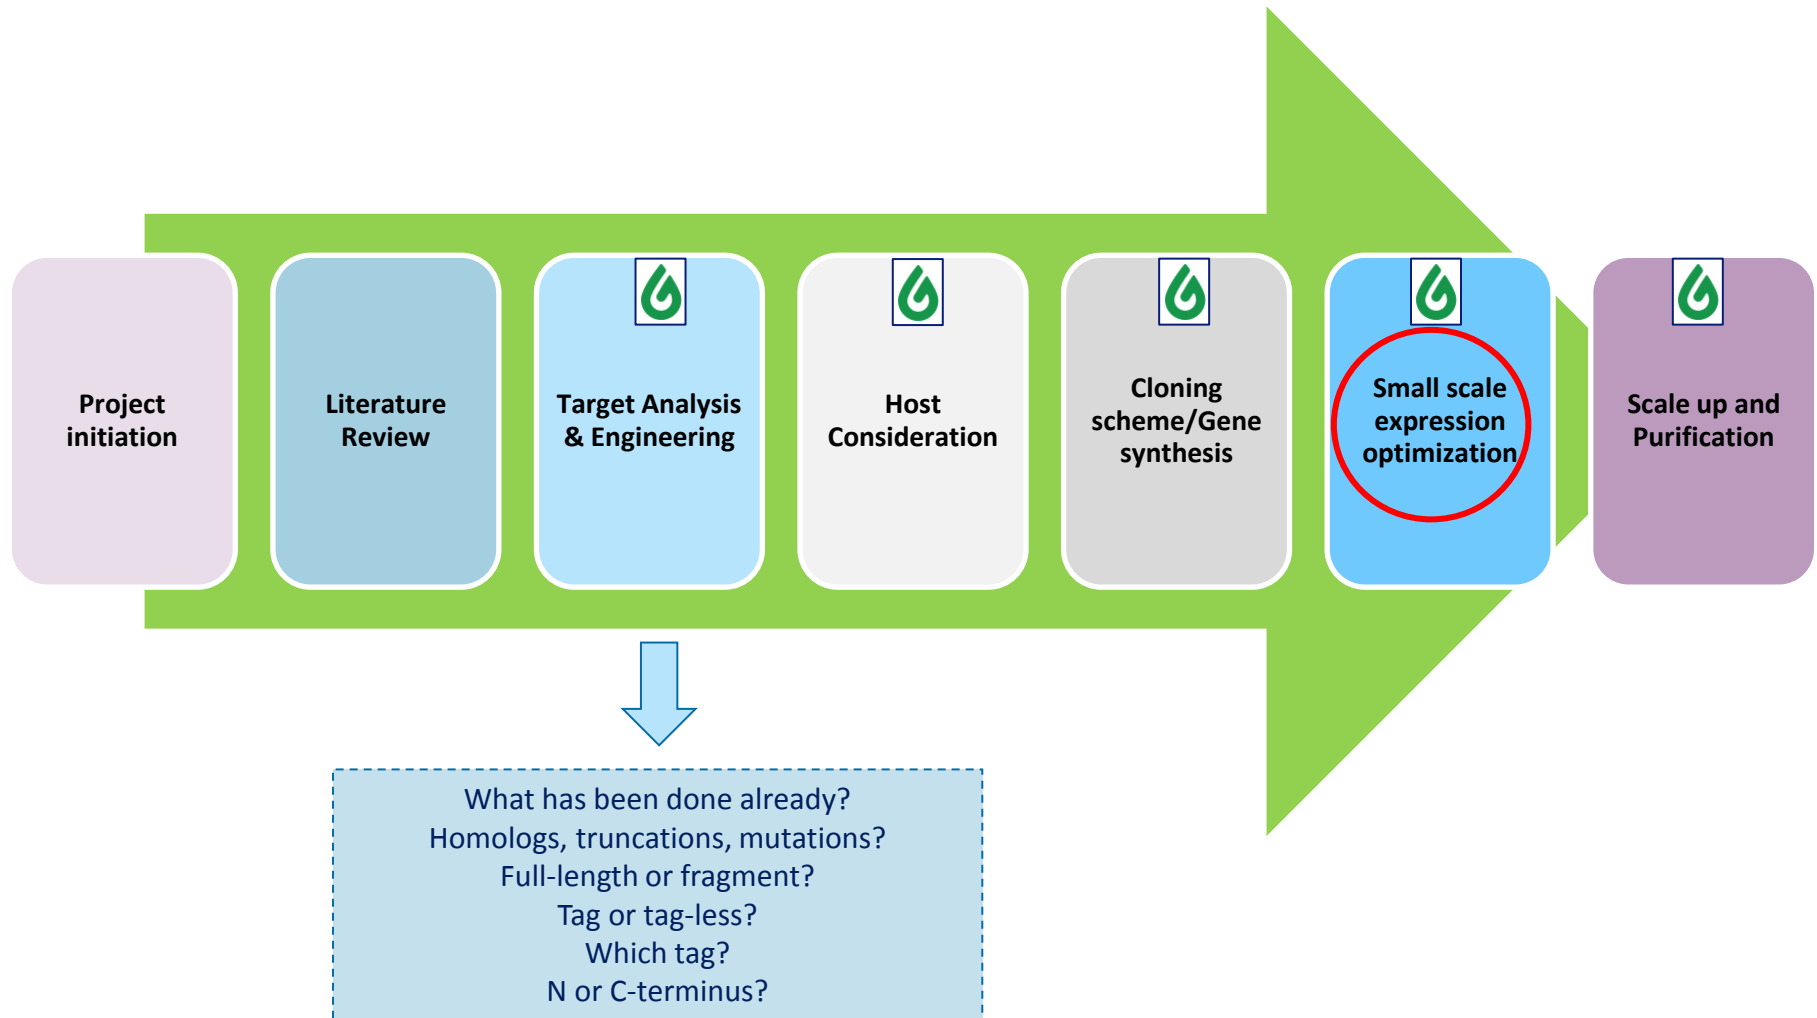 Project
initiation
Literature
Review
Target Analysis
& Engineering
Host
Consideration
Cloning
scheme/Gene
synthesis
Small scale
expression
optimization
Scale up and
Purification
What has been done already?
Homologs, truncations, mutations?
Full-length or fragment?
Tag or tag-less?
Which tag?
N or C-terminus?